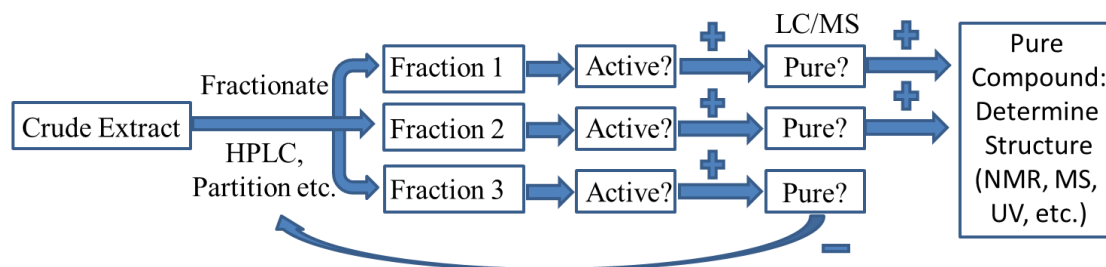 LC/MS
Fraction 1
Active?
Pure?
Fractionate
Crude Extract
Fraction 2
Active?
Pure?
HPLC,
Partition etc.
Fraction 3
Active?
Pure?
Pure
Compound:
Determine
Structure
(NMR, MS,
UV, etc.)